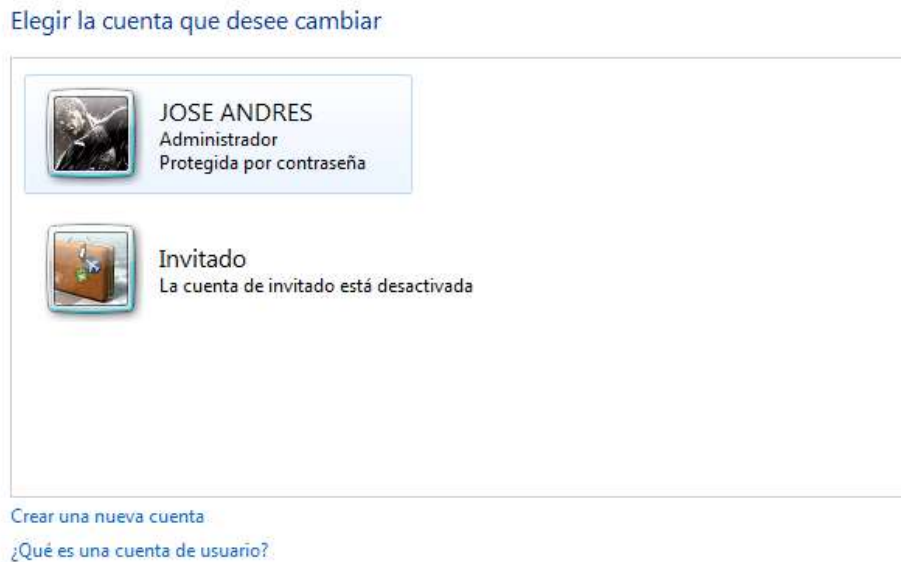 Elegir la cuenta que desee cambiar
JOSE ANDRES
Administrador
Protegida por contraseña
Invitado
La cuenta de invitado está desactivada
Crear una nueva cuenta
¿Qué es una cuenta de usuario?